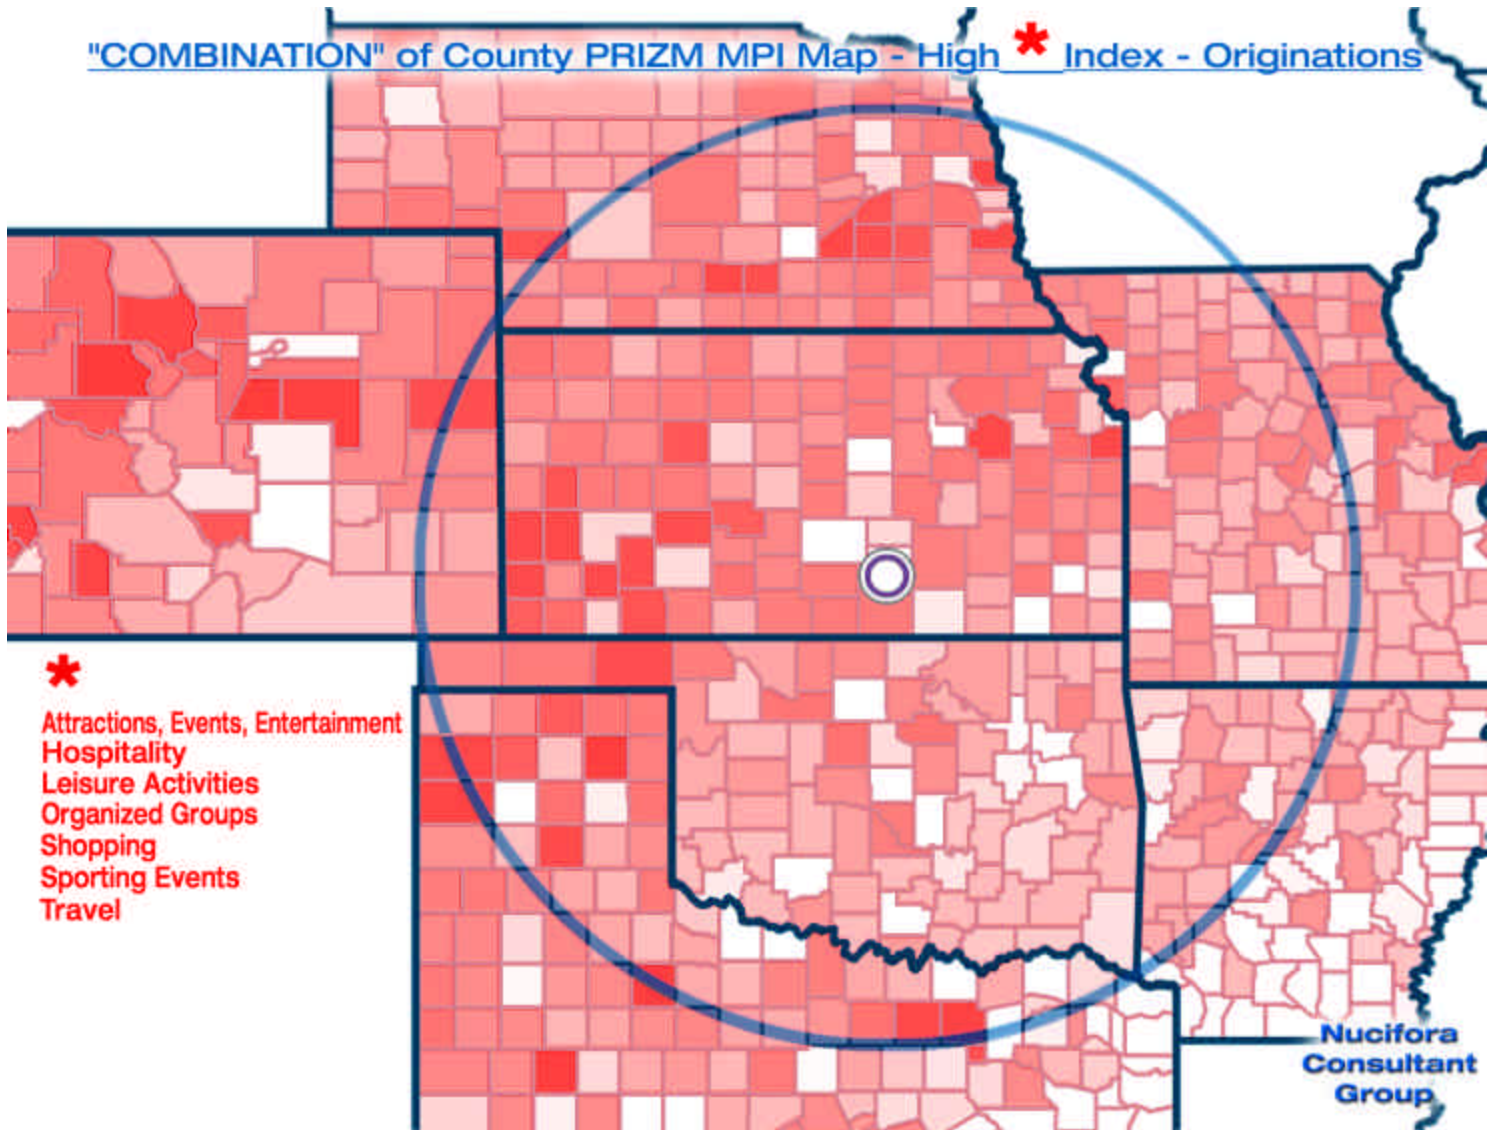 "COMBINATION" of County PRIZM MPI Map - High * Index - Originations
*
Attractions, Events, Entertainment
Hospitality
Leisure Activities
Organized Groups
Shopping
Sporting Events
Travel
Nucifora
Consultant
Group